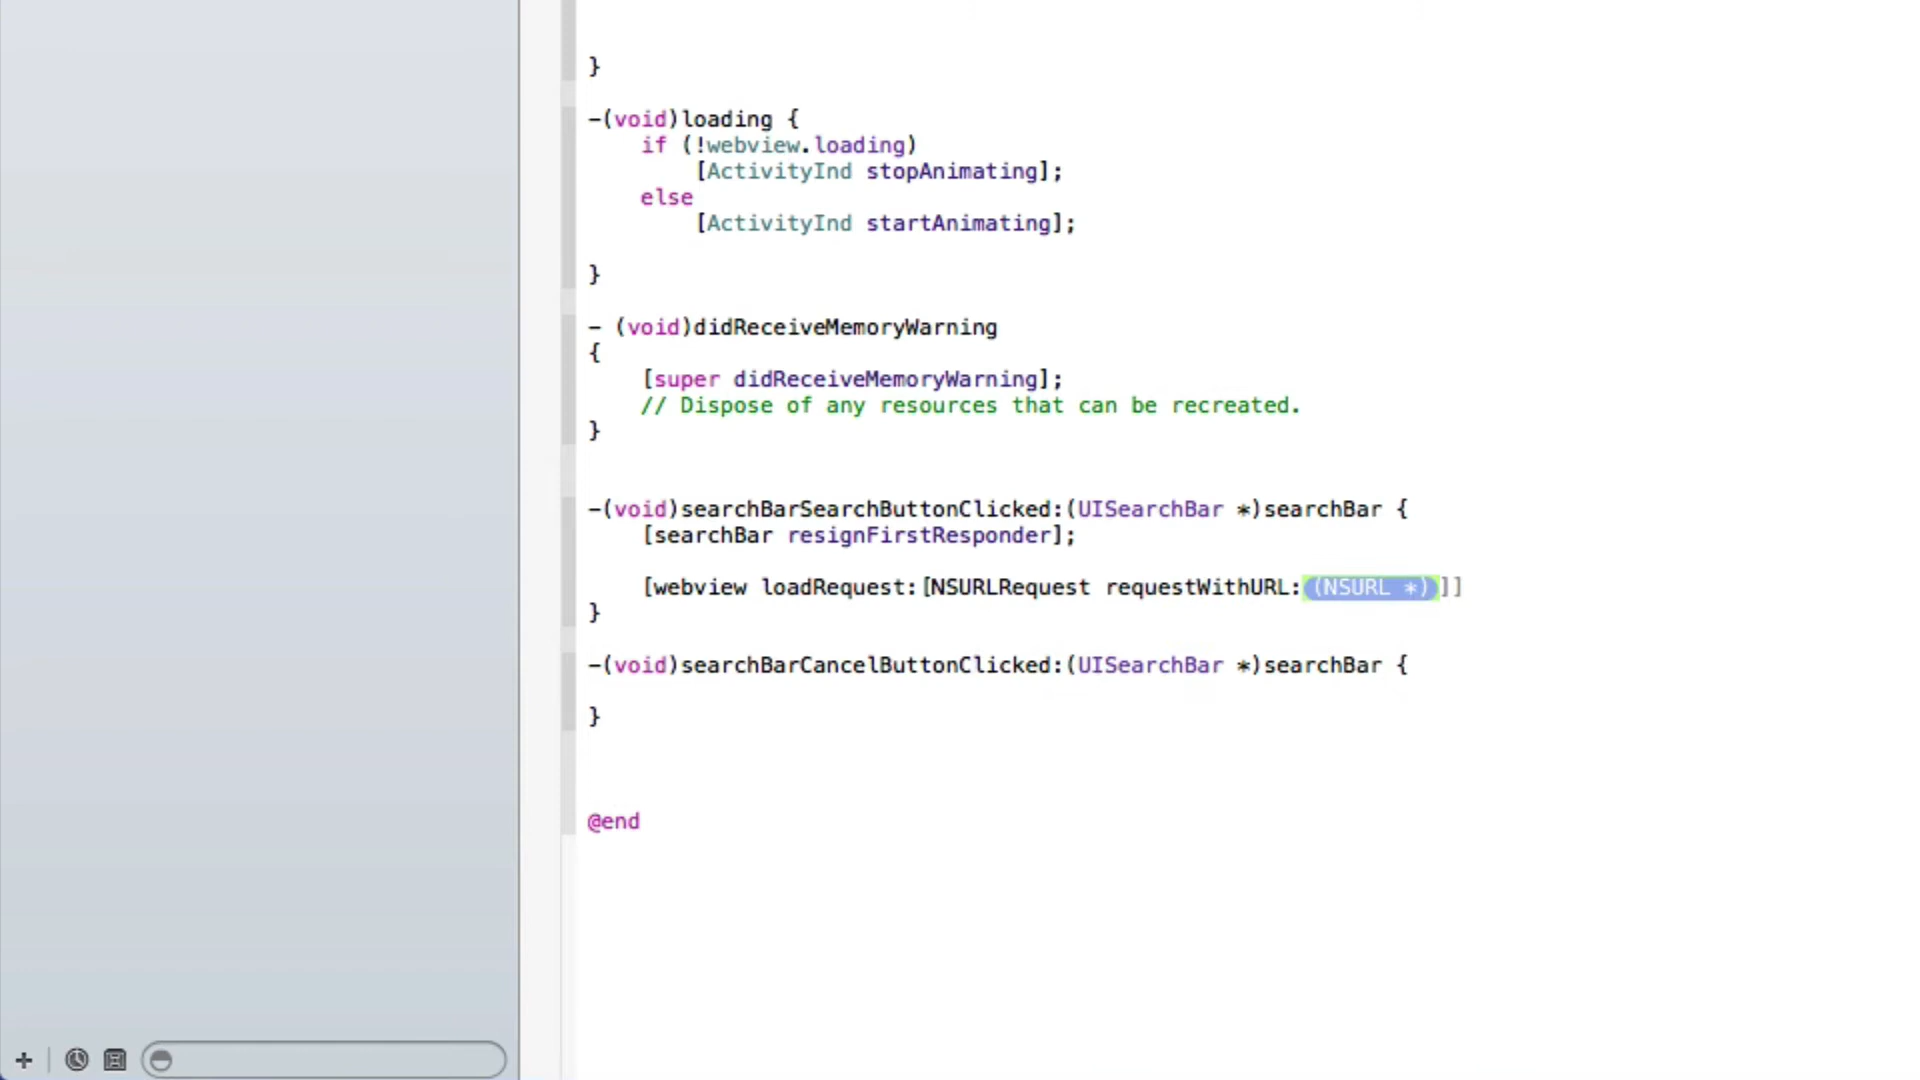 }
-(void)loading {
if (!webview.loading)
[ActivityInd stopAnimating];
else
[ActivityInd startAnimating];
}
- (void)didReceiveMemoryWarning
{
[super didReceiveMemoryWarning];
// Dispose of any resources that can be recreated.
}
-(void)searchBarSearchButtonClicked:(UISearchBar *)searchBar {
[searchBar resignFirstResponder];
[webview loadRequest:[NSURLRequest requestWithURL:(NSURL *)]]
}
-(void)searchBarCancelButtonClicked:(UISearchBar *)searchBar {
}
@end